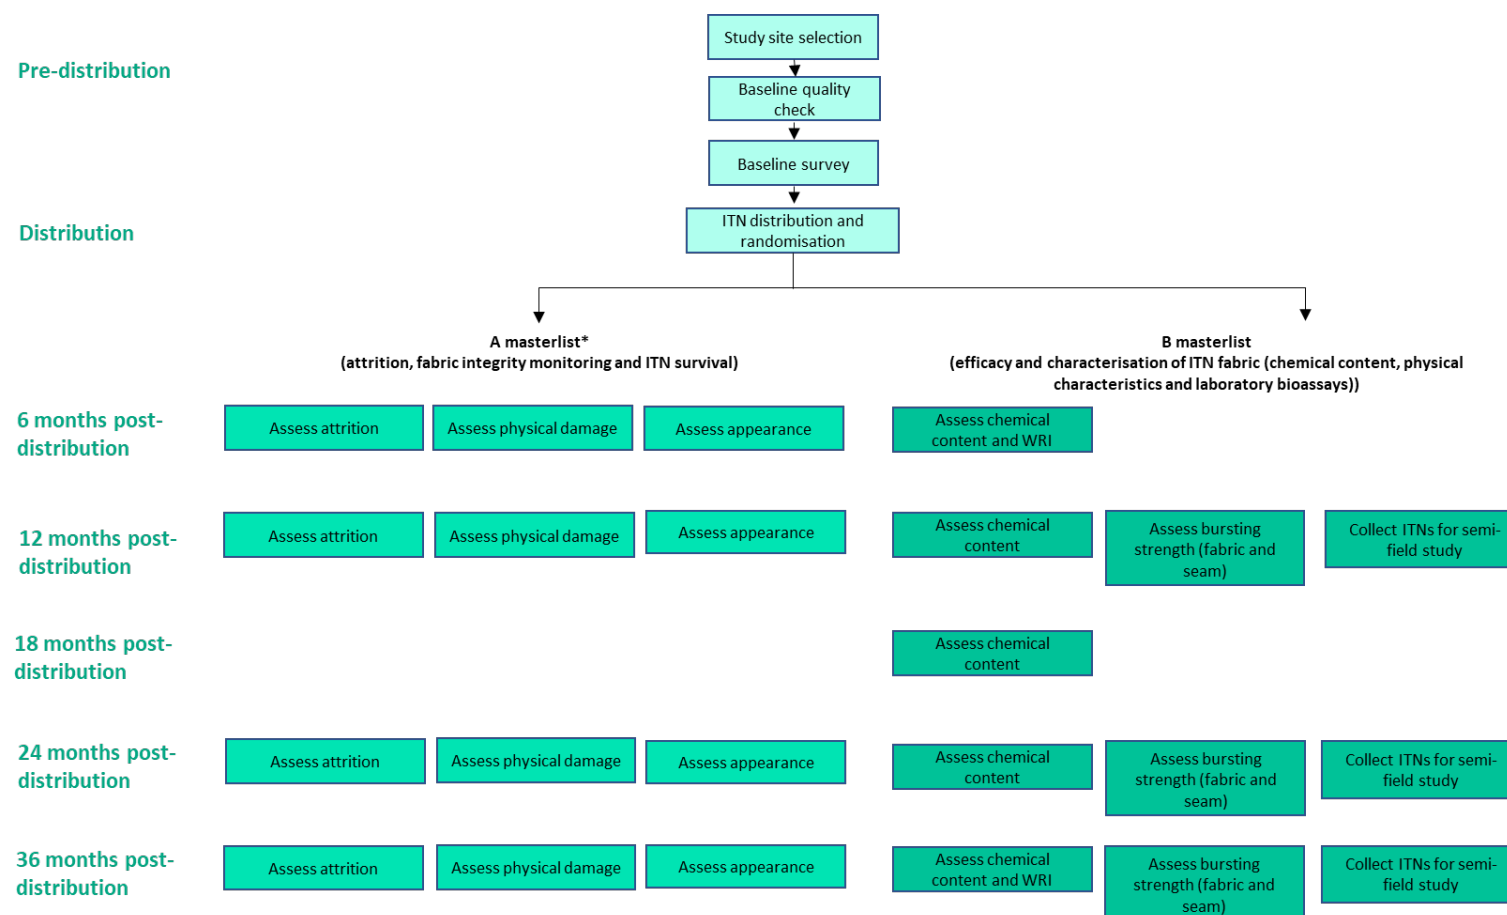 Study site selection
Pre-distribution
Baseline quality
check
Baseline survey
Distribution
ITN distribution and
randomisation
A masterlist*
(attrition, fabric integrity monitoring and ITN survival)
B masterlist
(efficacy and characterisation of ITN fabric (chemical content, physical
characteristics and laboratory bioassays))
6 months post-
distribution
Assess attrition
Assess physical damage
Assess appearance
Assess chemical
content and WRI
12 months post-
distribution
Assess attrition
Assess physical damage
Assess appearance
Assess chemical
content
Assess bursting
strength (fabric and
seam)
Collect ITNs for semi-
field study
18 months post-
distribution
Assess chemical
content
24 months post-
distribution
Assess attrition
Assess physical damage
Assess appearance
Assess chemical
content
Assess bursting
strength (fabric and
seam)
Collect ITNs for semi-
field study
36 months post-
distribution
Assess attrition
Assess physical damage
Assess appearance
Assess chemical
content and WRI
Assess bursting
strength (fabric and
seam)
Collect ITNs for semi-
field study